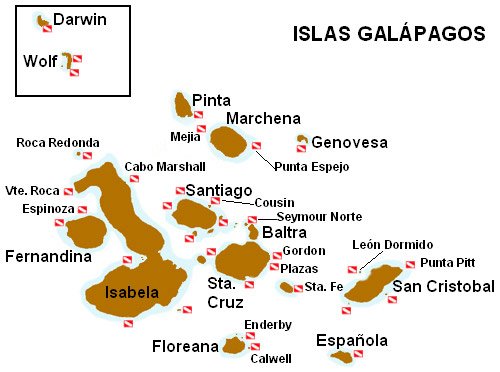 Darwin
ISLAS GALÁPAGOS
Wolf
Pinta
Marchena
Mejia
Genovesa
Roca Redonda
Punta Espejo
Cabo Marshall
Vte. Roca
Santiago
Cousin
Espinoza
Seymour Norte
Baltra
León Dormido
Fernandina
Gordon
Punta Pitt
Plazas
Isabela
Sta.
Cruz
Sta. Fe
San Cristobal
Enderby
Floreana
Española
Calwell